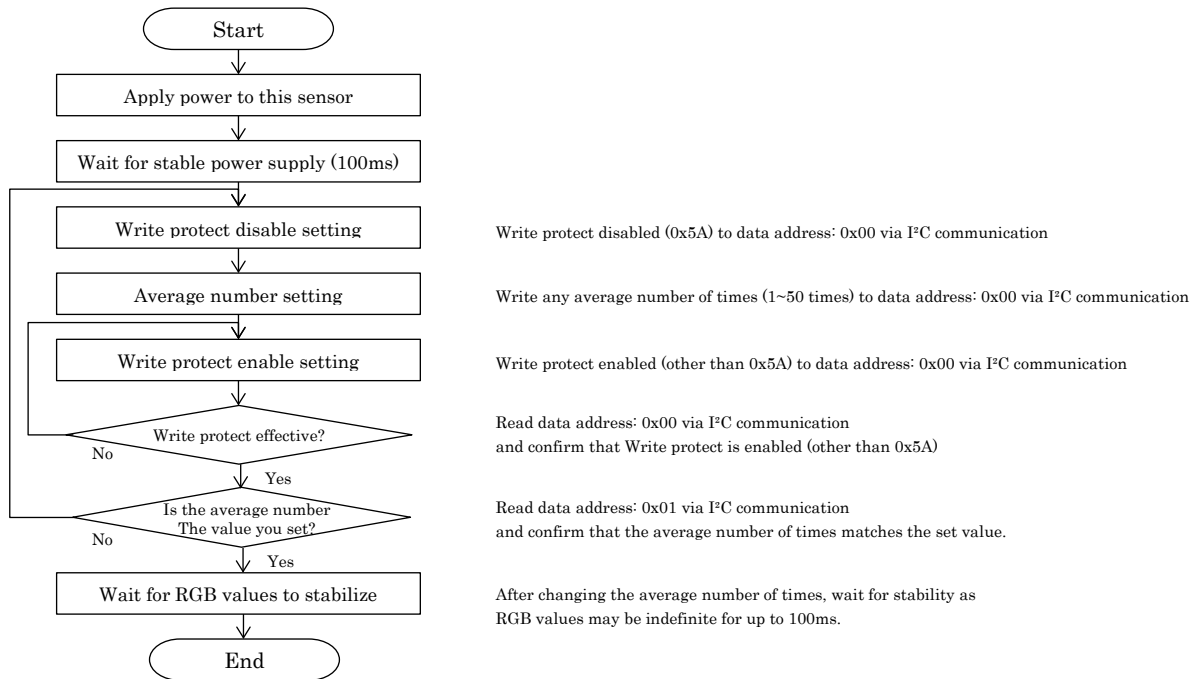 Start
Apply power to this sensor
Wait for stable power supply (100ms)
Write protect disable setting
Write protect disabled (0x5A) to data address: 0x00 via I²C communication
Average number setting
Write any average number of times (1~50 times) to data address: 0x00 via I²C communication
Write protect enable setting
Write protect enabled (other than 0x5A) to data address: 0x00 via I²C communication
Write protect effective?
No
Yes
Read data address: 0x00 via I²C communication
and confirm that Write protect is enabled (other than 0x5A)
Is the average number
The value you set?
No
Yes
Read data address: 0x01 via I²C communication
and confirm that the average number of times matches the set value.
Wait for RGB values to stabilize
After changing the average number of times, wait for stability as
RGB values may be indefinite for up to 100ms.
End